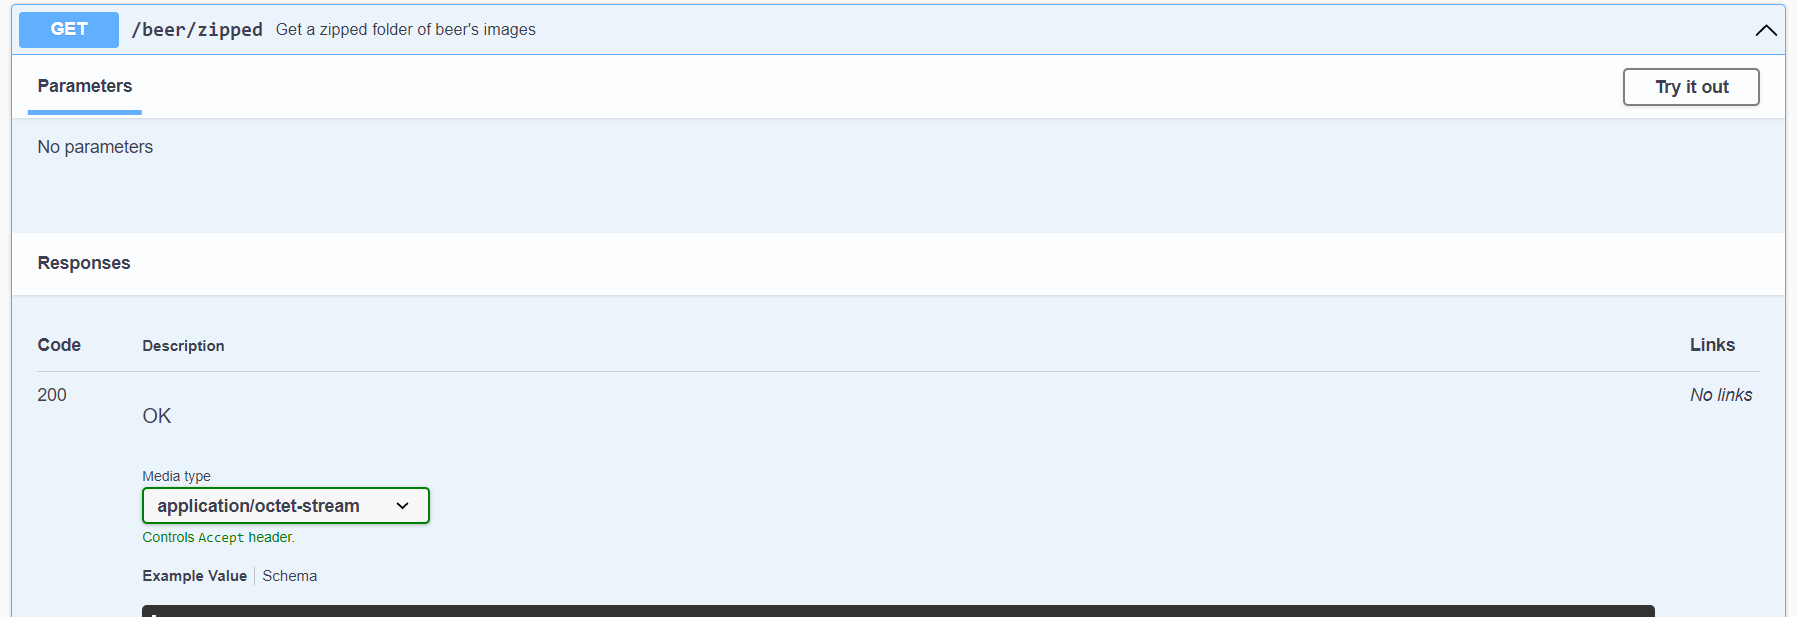 GET /beer/zipped Get a zipped folder of beer's images
Parameters
Try it out
No parameters
Responses
Code Description Links
200 No links
OK
Media type
application/octet-stream
Controls Accept header.
Example Value Schema